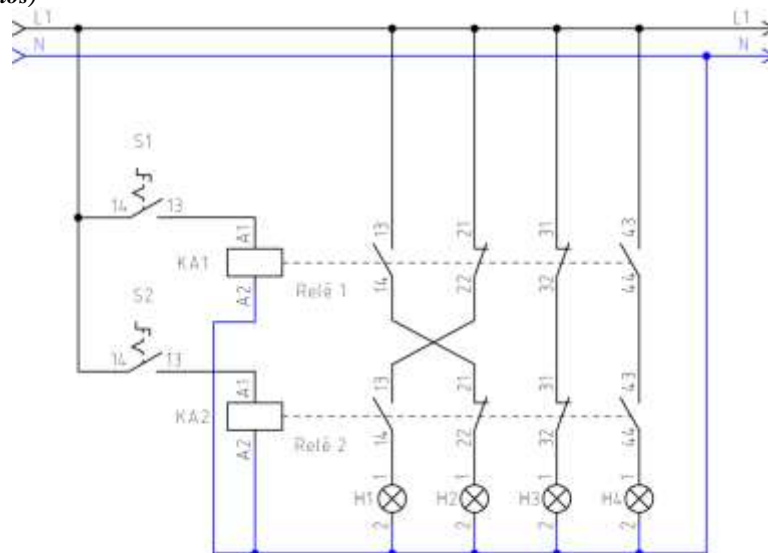 L1 L1
N N
S1
14 13
A1
KA1
A2
Relê 1
13 21 31 43
14 22 32 44
S2
14 13
A1
KA2
A2
Relê 2
13 21 31 43
14 22 32 44
1 1 1 1
H1 H2 H3 H4
2 2 2 2